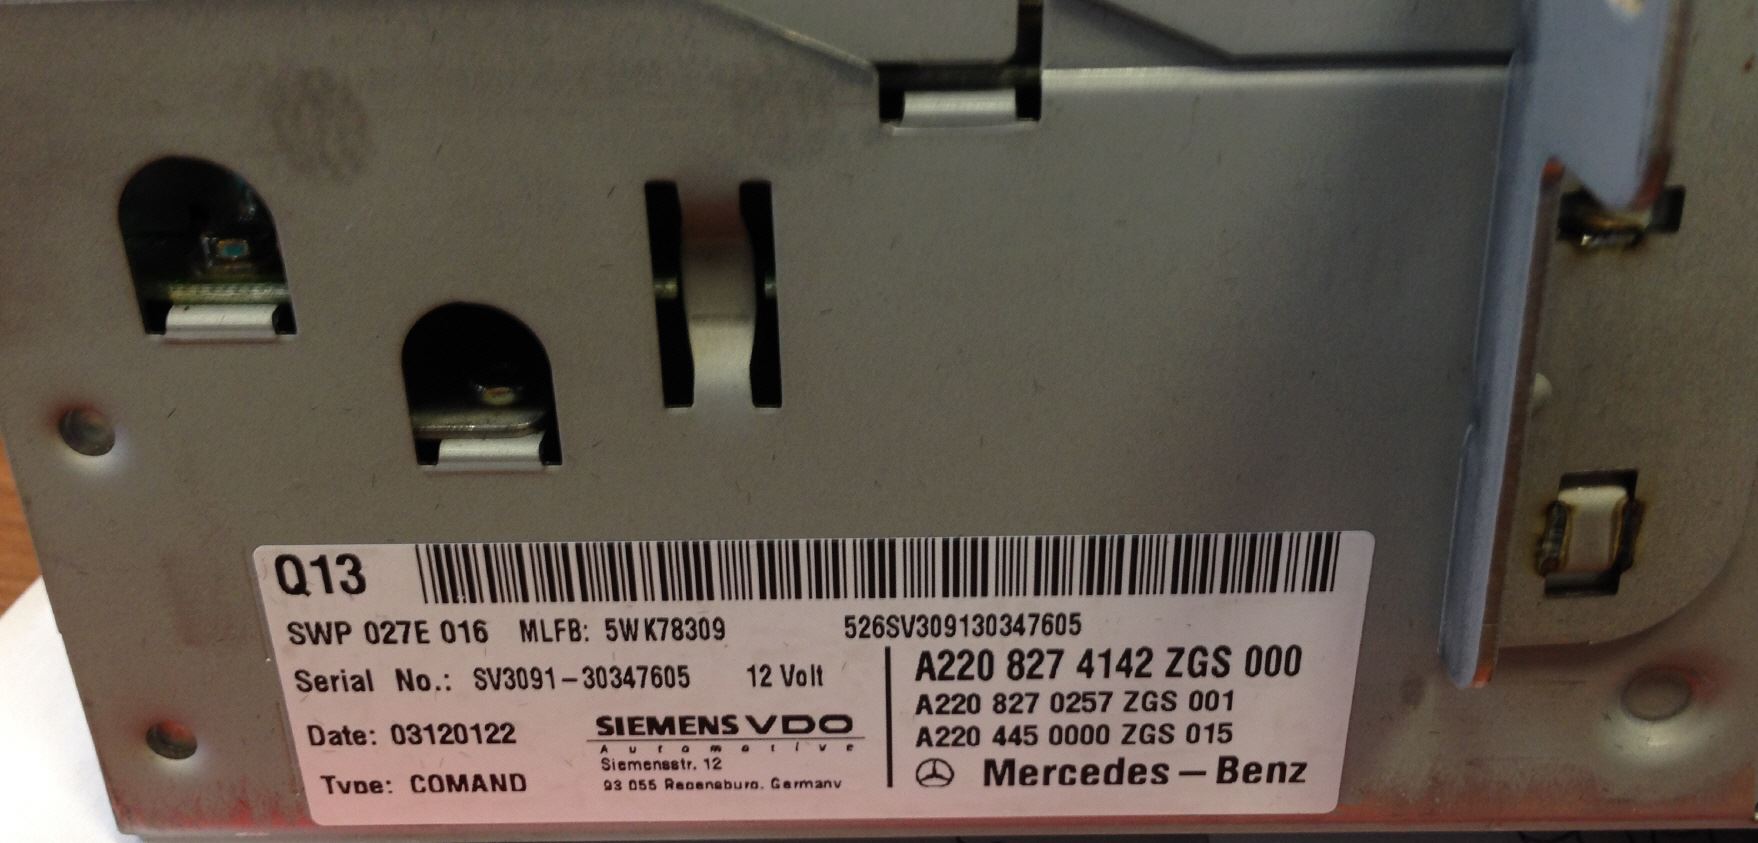 Q13
SWP 027E 016 MLFB: 5WK78309 526SV309130347605
Serial No.: SV3091-30347605 12 Volt
Date: 03120122
Type: COMAND
SIEMENS VDO
Automotive
Siemensstr. 12
93 055 Regensburg, Germany
A220 827 4142 ZGS 000
A220 827 0257 ZGS 001
A220 445 0000 ZGS 015
Mercedes-Benz